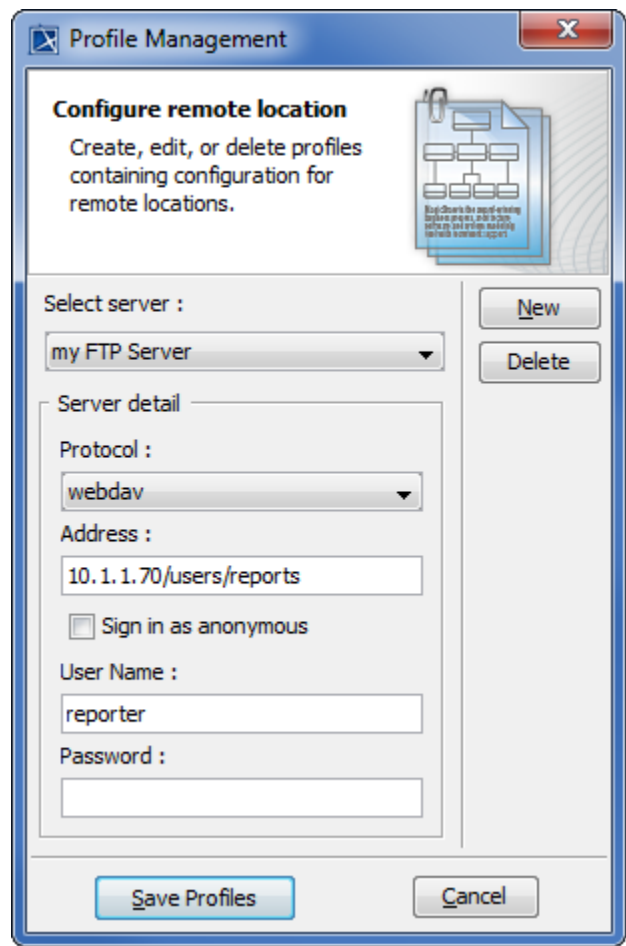 Profile Management
Configure remote location
Create, edit, or delete profiles
containing configuration for
remote locations.
Select server :
New
my FTP Server
Delete
Server detail
Protocol :
webdav
Address :
10.1.1.70/users/reports
Sign in as anonymous
User Name :
reporter
Password :
Save Profiles
Cancel